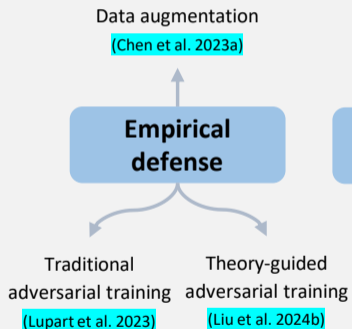 Data augmentation
(Chen et al. 2023a)
Empirical
defense
Traditional
adversarial training
(Lupart et al. 2023)
Theory-guided
adversarial training
(Liu et al. 2024b)